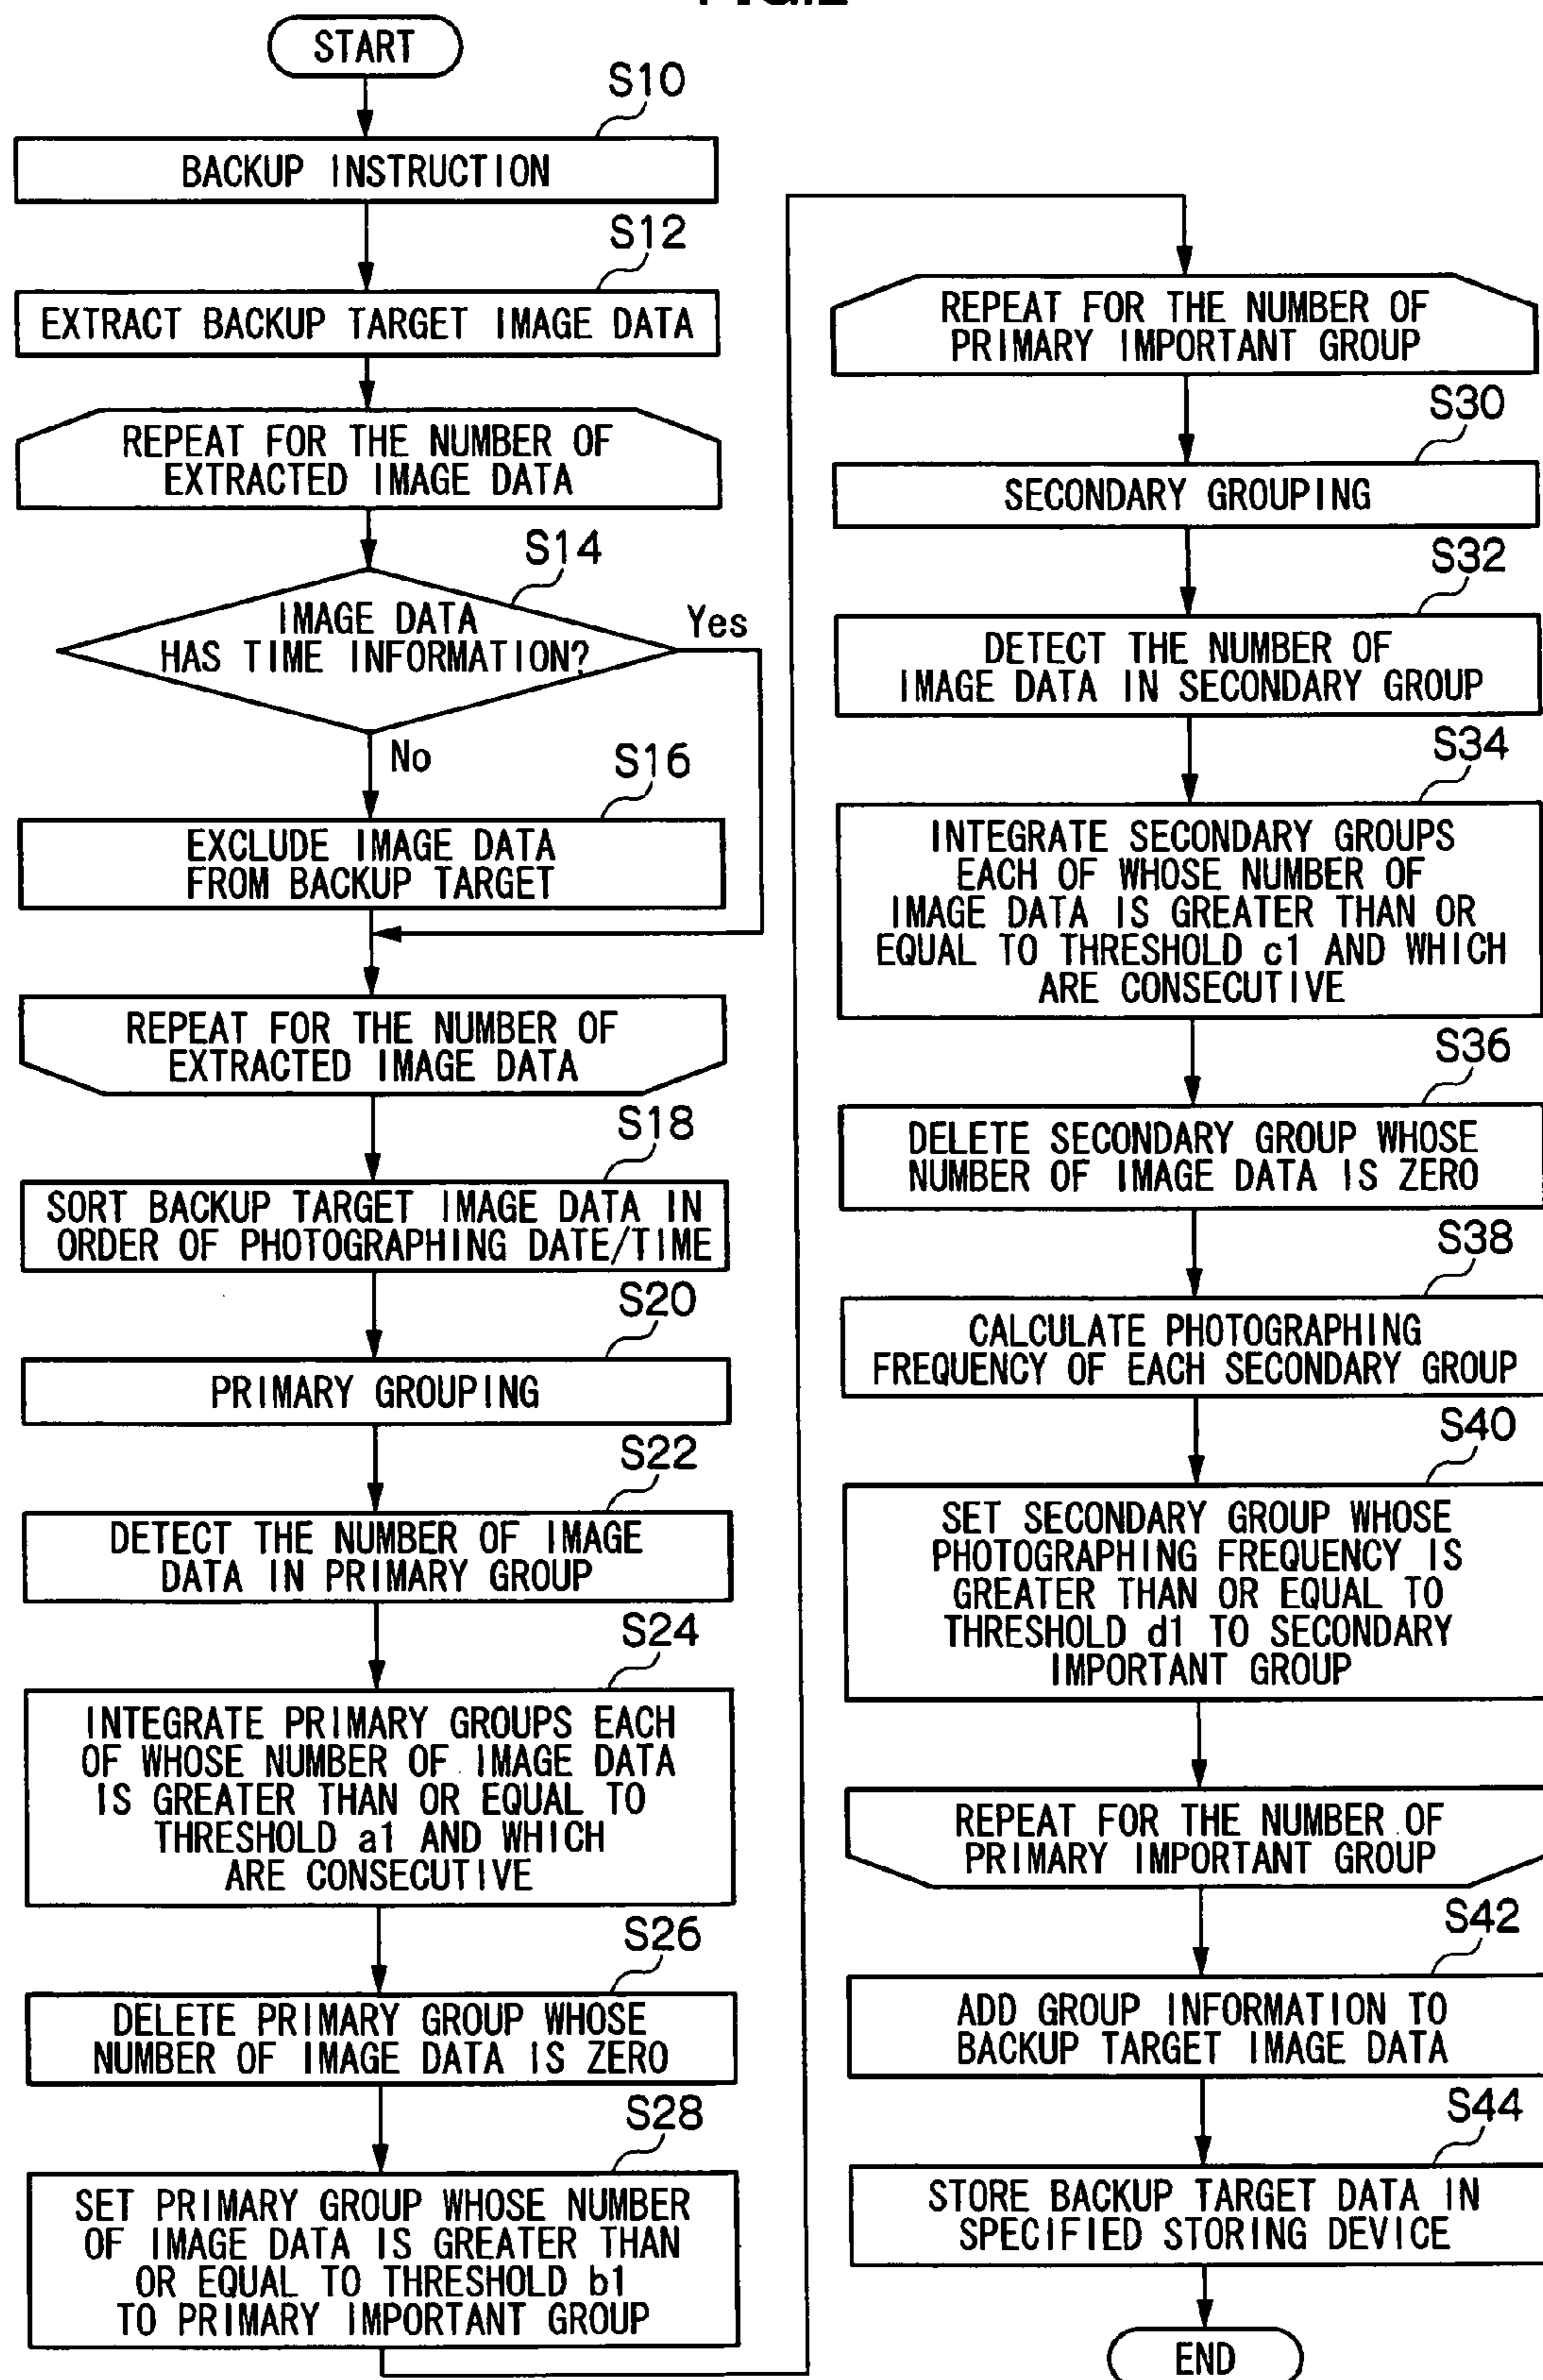 START
S10
BACKUP INSTRUCTION
S12
EXTRACT BACKUP TARGET IMAGE DATA
REPEAT FOR THE NUMBER OF
EXTRACTED IMAGE DATA
S14
IMAGE DATA
HAS TIME INFORMATION?
Yes
No
S16
EXCLUDE IMAGE DATA
FROM BACKUP TARGET
REPEAT FOR THE NUMBER OF
EXTRACTED IMAGE DATA
S18
SORT BACKUP TARGET IMAGE DATA IN
ORDER OF PHOTOGRAPHING DATE/TIME
S20
PRIMARY GROUPING
S22
DETECT THE NUMBER OF IMAGE
DATA IN PRIMARY GROUP
S24
INTEGRATE PRIMARY GROUPS EACH
OF WHOSE NUMBER OF IMAGE DATA
IS GREATER THAN OR EQUAL TO
THRESHOLD a1 AND WHICH
ARE CONSECUTIVE
S26
DELETE PRIMARY GROUP WHOSE
NUMBER OF IMAGE DATA IS ZERO
S28
SET PRIMARY GROUP WHOSE NUMBER
OF IMAGE DATA IS GREATER THAN
OR EQUAL TO THRESHOLD b1
TO PRIMARY IMPORTANT GROUP
REPEAT FOR THE NUMBER OF
PRIMARY IMPORTANT GROUP
S30
SECONDARY GROUPING
S32
DETECT THE NUMBER OF
IMAGE DATA IN SECONDARY GROUP
S34
INTEGRATE SECONDARY GROUPS
EACH OF WHOSE NUMBER OF
IMAGE DATA IS GREATER THAN OR
EQUAL TO THRESHOLD c1 AND WHICH
ARE CONSECUTIVE
S36
DELETE SECONDARY GROUP WHOSE
NUMBER OF IMAGE DATA IS ZERO
S38
CALCULATE PHOTOGRAPHING
FREQUENCY OF EACH SECONDARY GROUP
S40
SET SECONDARY GROUP WHOSE
PHOTOGRAPHING FREQUENCY IS
GREATER THAN OR EQUAL TO
THRESHOLD d1 TO SECONDARY
IMPORTANT GROUP
REPEAT FOR THE NUMBER OF
PRIMARY IMPORTANT GROUP
S42
ADD GROUP INFORMATION TO
BACKUP TARGET IMAGE DATA
S44
STORE BACKUP TARGET DATA IN
SPECIFIED STORING DEVICE
END